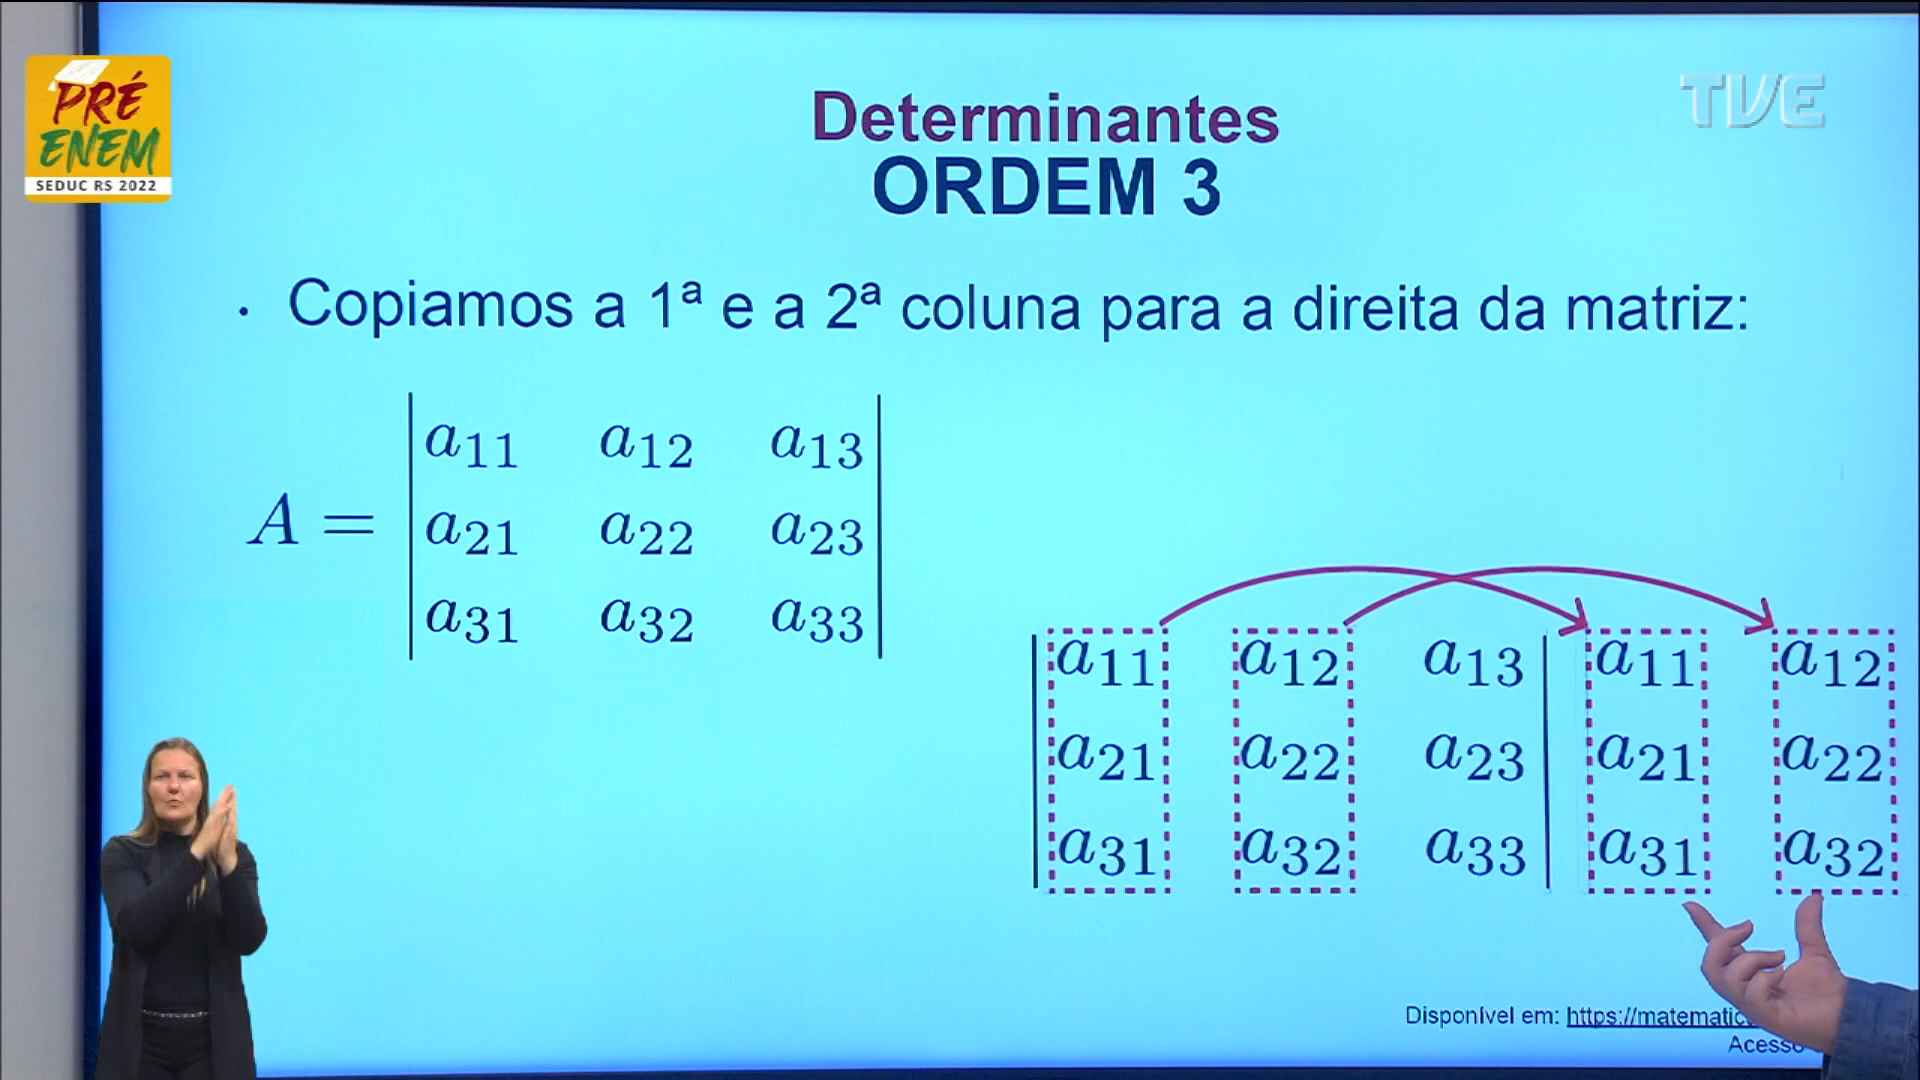 PRÉ
ENEM
SEDUC RS 2022
TVE
Determinantes
ORDEM 3
• Copiamos a 1ª e a 2ª coluna para a direita da matriz:
a11 a12 a13
A = a21 a22 a23
a31 a32 a33
a11 a12 a13 a11 a12
a21 a22 a23 a21 a22
a31 a32 a33 a31 a32
Disponível em: https://matematic
Acesso